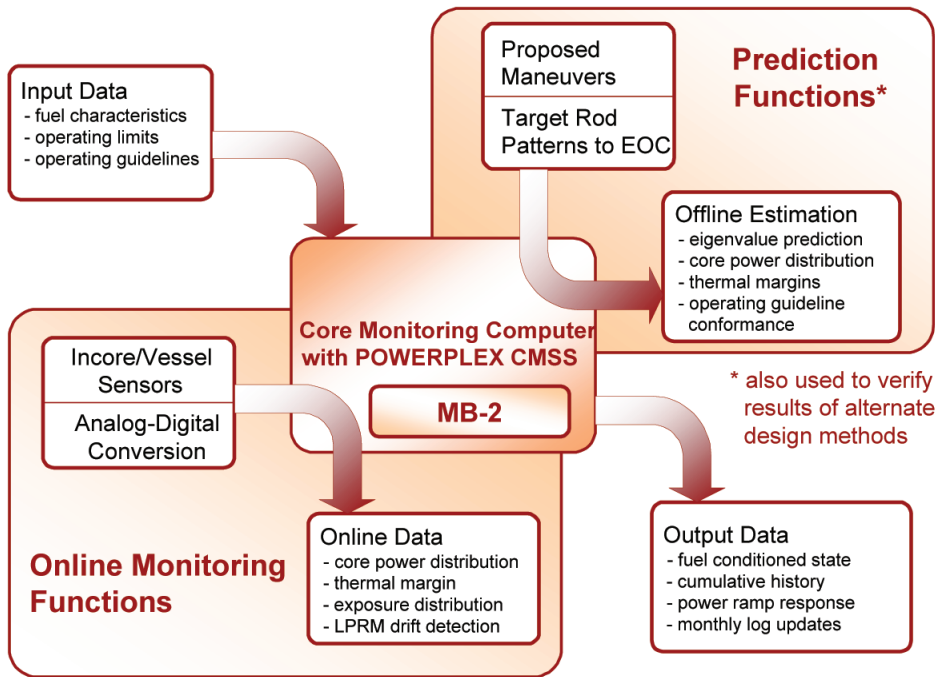 Input Data
- fuel characteristics
- operating limits
- operating guidelines
Proposed
Maneuvers
Target Rod
Patterns to EOC
Prediction
Functions*
Offline Estimation
- eigenvalue prediction
- core power distribution
- thermal margins
- operating guideline
conformance
Core Monitoring Computer
with POWERPLEX CMSS
MB-2
Incore/Vessel
Sensors
Analog-Digital
Conversion
* also used to verify
results of alternate
design methods
Online Monitoring
Functions
Online Data
- core power distribution
- thermal margin
- exposure distribution
- LPRM drift detection
Output Data
- fuel conditioned state
- cumulative history
- power ramp response
- monthly log updates